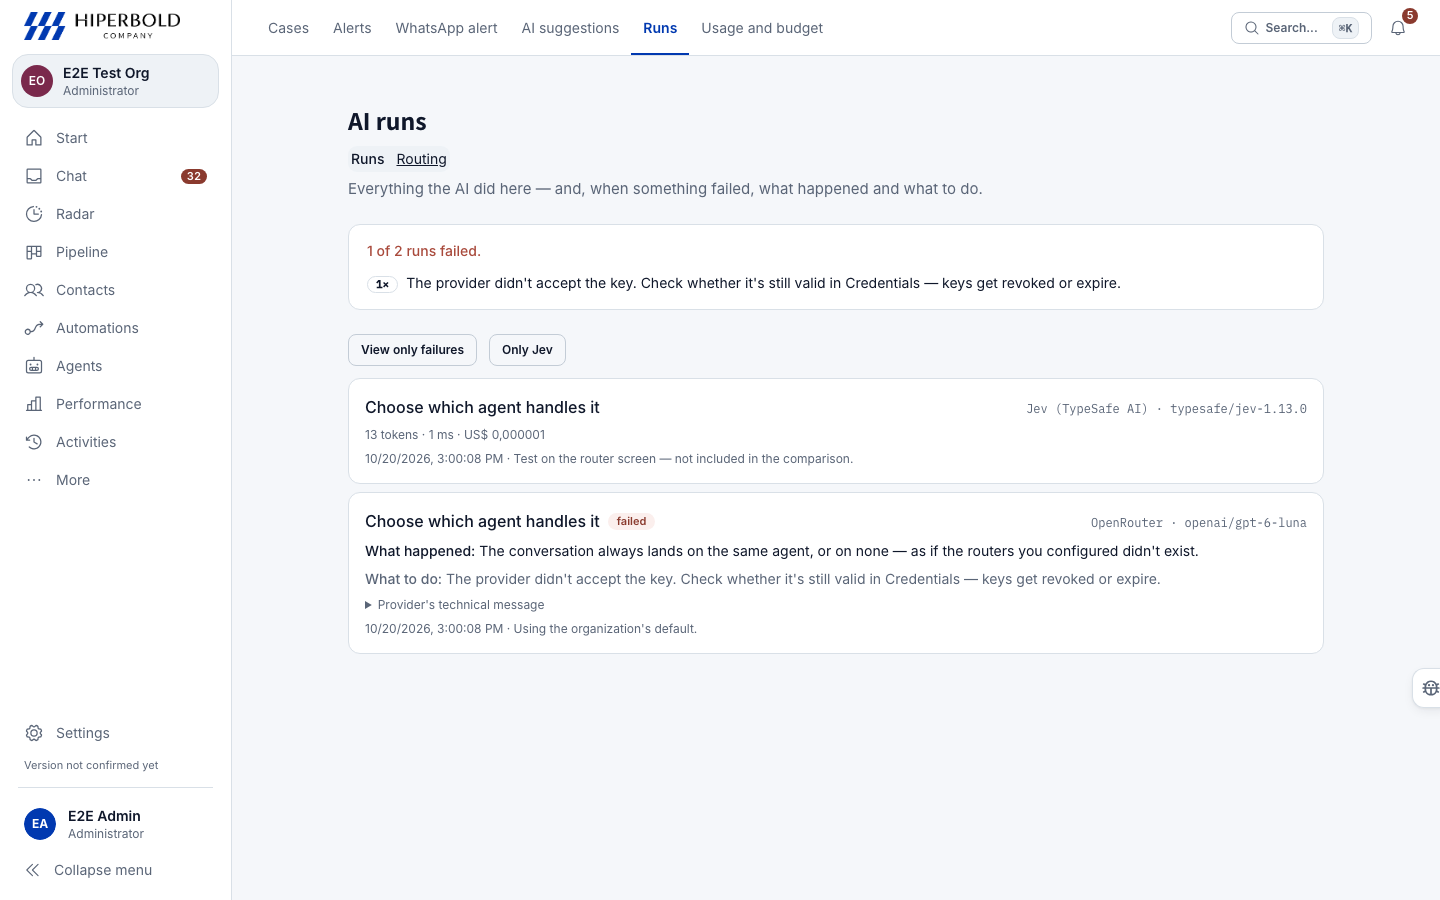 HIPERBOLD
COMPANY
EO
E2E Test Org
Administrator
Start
Chat
32
Radar
Pipeline
Contacts
Automations
Agents
Performance
Activities
More
Settings
Version not confirmed yet
EA
E2E Admin
Administrator
Collapse menu
Cases
Alerts
WhatsApp alert
AI suggestions
Runs
Usage and budget
Search...
⌘K
5
AI runs
Runs
Routing
Everything the AI did here — and, when something failed, what happened and what to do.
1 of 2 runs failed.
1× The provider didn't accept the key. Check whether it's still valid in Credentials — keys get revoked or expire.
View only failures
Only Jev
Choose which agent handles it
Jev (TypeSafe AI) · typesafe/jev-1.13.0
13 tokens · 1 ms · US$ 0,000001
10/20/2026, 3:00:08 PM · Test on the router screen — not included in the comparison.
Choose which agent handles it failed
OpenRouter · openai/gpt-6-luna
What happened: The conversation always lands on the same agent, or on none — as if the routers you configured didn't exist.
What to do: The provider didn't accept the key. Check whether it's still valid in Credentials — keys get revoked or expire.
Provider's technical message
10/20/2026, 3:00:08 PM · Using the organization's default.